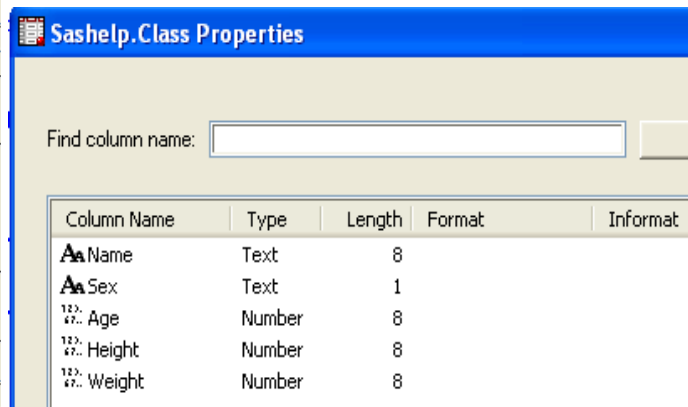 Sashelp.Class Properties
Find column name:
Column Name Type Length Format Informat
Name Text 8
Sex Text 1
Age Number 8
Height Number 8
Weight Number 8